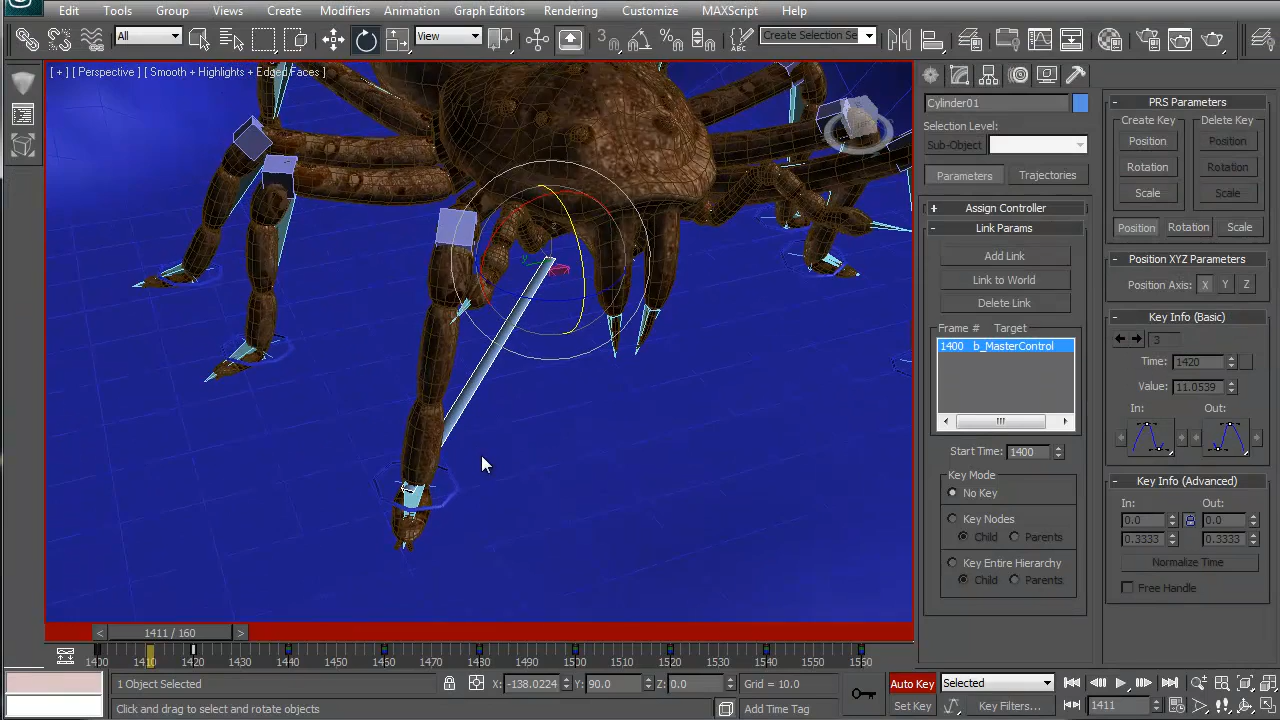 Edit Tools Group Views Create Modifiers Animation Graph Editors Rendering Customize MAXScript Help
All View Create Selection Se
[ + ] [ Perspective ] [ Smooth + Highlights + Edged Faces ]
Cylinder01
Selection Level:
Sub-Object
Parameters Trajectories
+ Assign Controller
- Link Params
Add Link
Link to World
Delete Link
Frame # Target
1400 b_MasterControl
Start Time: 1400
Key Mode
No Key
Key Nodes
Child Parents
Key Entire Hierarchy
Child Parents
- PRS Parameters
Create Key Delete Key
Position Position
Rotation Rotation
Scale Scale
Position Rotation Scale
- Position XYZ Parameters
Position Axis: X Y Z
- Key Info (Basic)
3
Time: 1420
Value: 11.0539
In: Out:
- Key Info (Advanced)
In: Out:
0.0 0.0
0.3333 0.3333
Normalize Time
Free Handle
< 1411 / 160 >
1400 1410 1420 1430 1440 1450 1460 1470 1480 1490 1500 1510 1520 1530 1540 1550 1560
1 Object Selected X: -138.0224 Y: 90.0 Z: 0.0 Grid = 10.0 Auto Key Selected
Click and drag to select and rotate objects Add Time Tag Set Key Key Filters... 1411